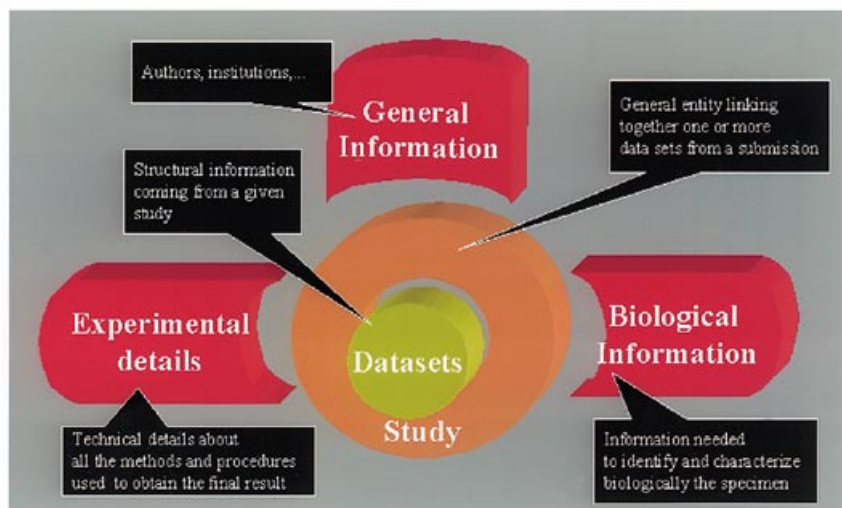 Authors, institutions,...
General
Information
General entity linking
together one or more
data sets from a submission
Structural information
coming from a given
study
Experimental
details
Datasets
Study
Biological
Information
Technical details about
all the methods and procedures
used to obtain the final result
Information needed
to identify and characterize
biologically the specimen